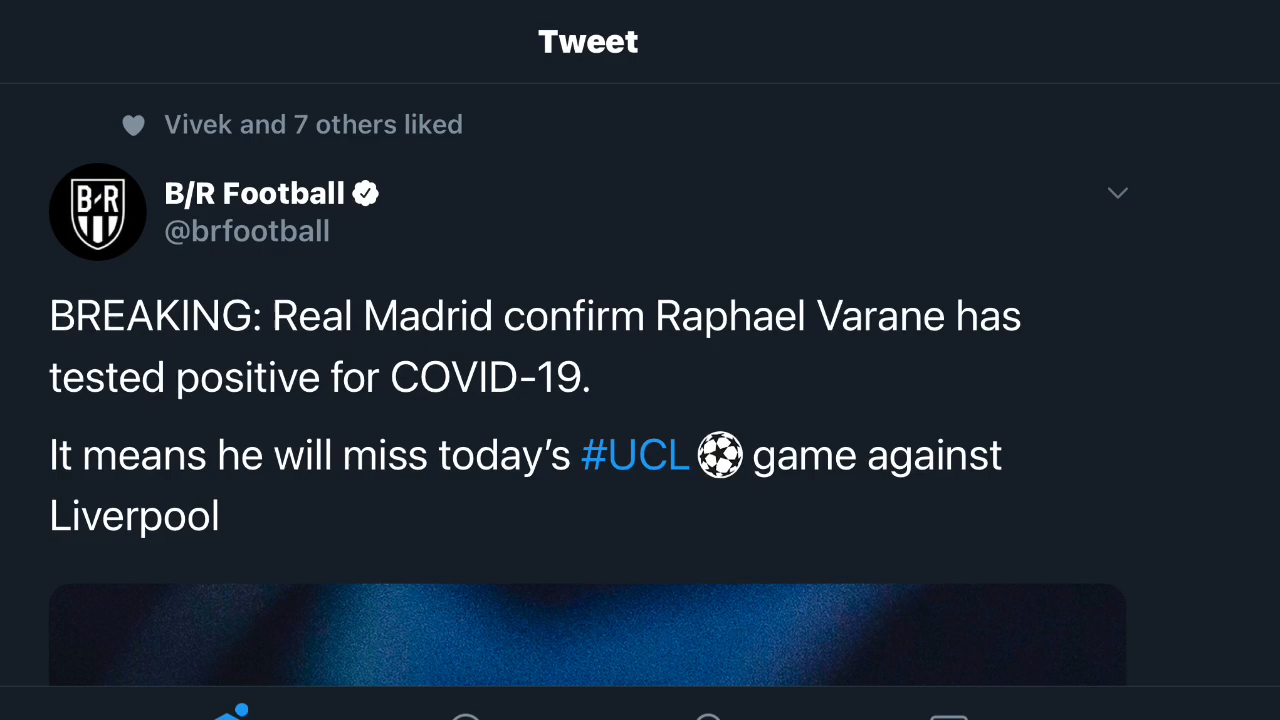 Tweet
Vivek and 7 others liked
B/R Football
@brfootball
B/R
BREAKING: Real Madrid confirm Raphael Varane has
tested positive for COVID-19.
It means he will miss today’s #UCL game against
Liverpool